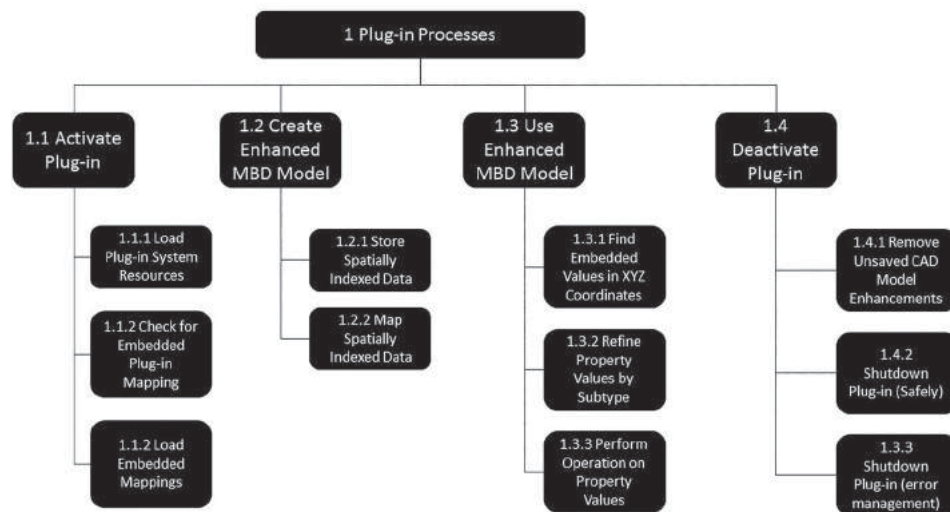 1 Plug-in Processes
1.1 Activate
Plug-in
1.2 Create
Enhanced
MBD Model
1.3 Use
Enhanced
MBD Model
1.4
Deactivate
Plug-in
1.1.1 Load
Plug-in System
Resources
1.1.2 Check for
Embedded
Plug-in
Mapping
1.1.2 Load
Embedded
Mappings
1.2.1 Store
Spatially
Indexed Data
1.2.2 Map
Spatially
Indexed Data
1.3.1 Find
Embedded
Values in XYZ
Coordinates
1.3.2 Refine
Property
Values by
Subtype
1.3.3 Perform
Operation on
Property
Values
1.4.1 Remove
Unsaved CAD
Model
Enhancements
1.4.2
Shutdown
Plug-in (Safely)
1.3.3
Shutdown
Plug-in (error
management)